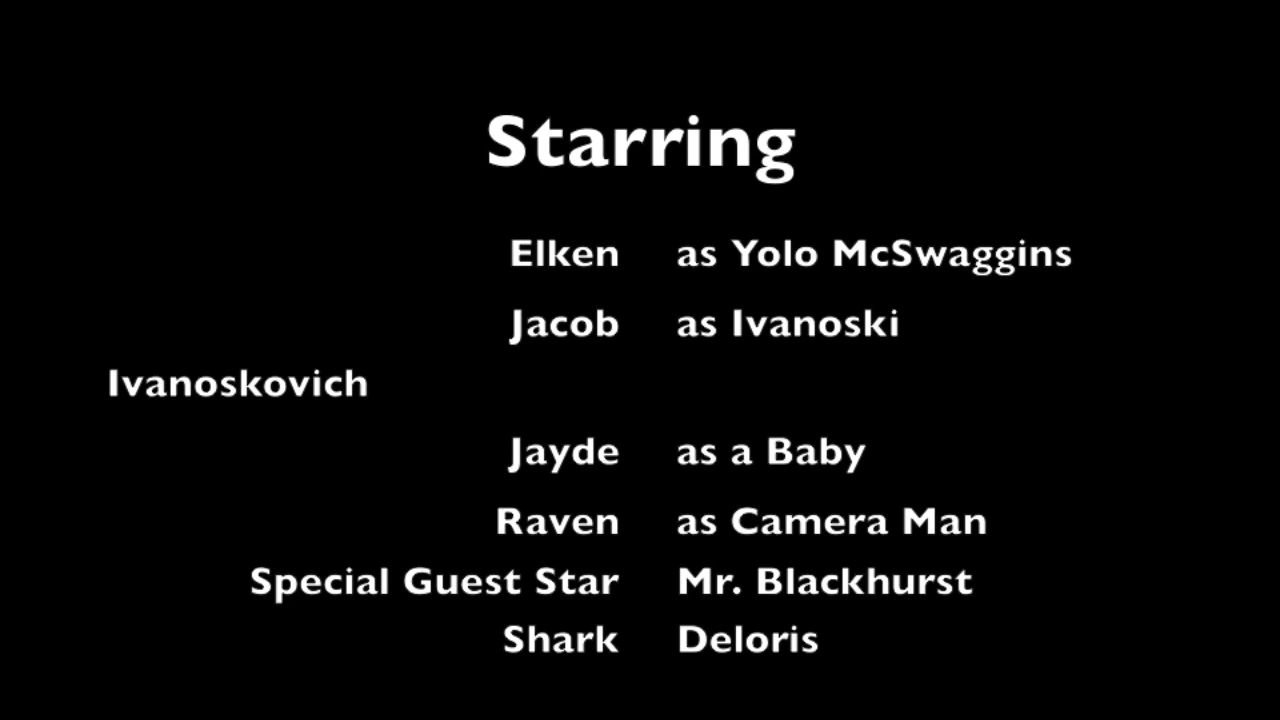 Starring
Elken as Yolo McSwaggins
Jacob as Ivanoski
Ivanoskovich
Jayde as a Baby
Raven as Camera Man
Special Guest Star Mr. Blackhurst
Shark Deloris